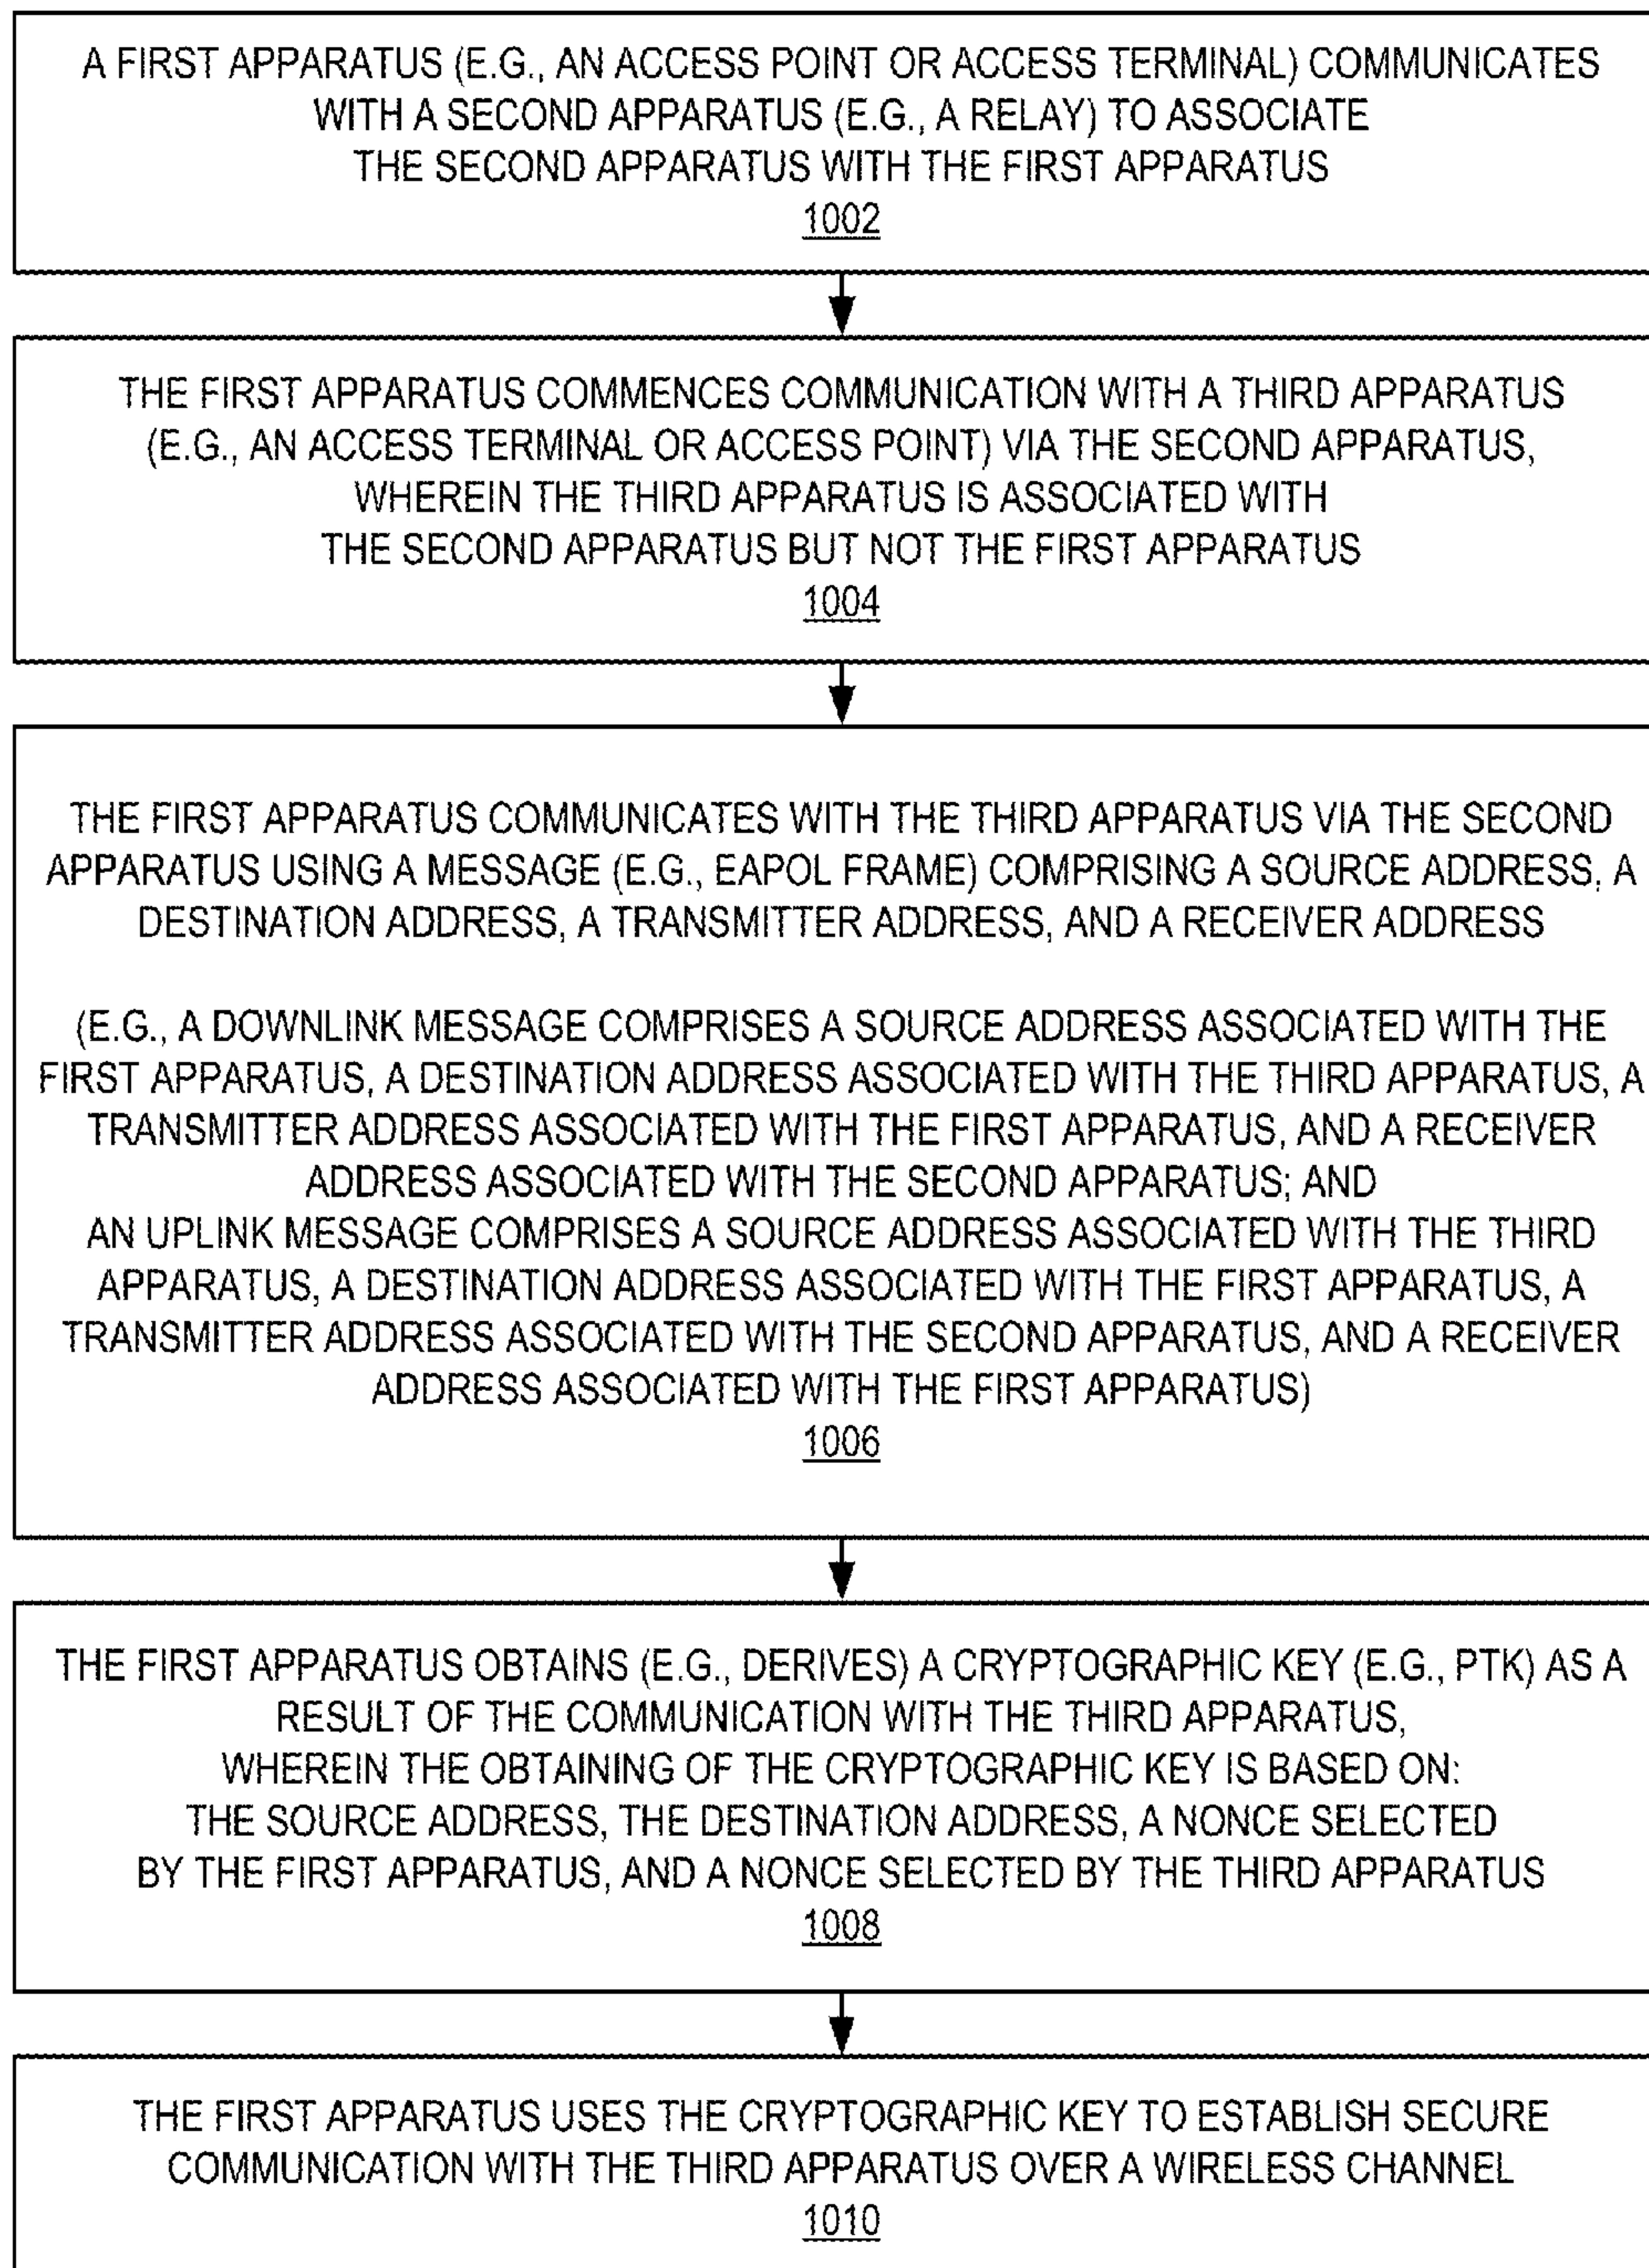 A FIRST APPARATUS (E.G., AN ACCESS POINT OR ACCESS TERMINAL) COMMUNICATES
WITH A SECOND APPARATUS (E.G., A RELAY) TO ASSOCIATE
THE SECOND APPARATUS WITH THE FIRST APPARATUS
1002
THE FIRST APPARATUS COMMENCES COMMUNICATION WITH A THIRD APPARATUS
(E.G., AN ACCESS TERMINAL OR ACCESS POINT) VIA THE SECOND APPARATUS,
WHEREIN THE THIRD APPARATUS IS ASSOCIATED WITH
THE SECOND APPARATUS BUT NOT THE FIRST APPARATUS
1004
THE FIRST APPARATUS COMMUNICATES WITH THE THIRD APPARATUS VIA THE SECOND
APPARATUS USING A MESSAGE (E.G., EAPOL FRAME) COMPRISING A SOURCE ADDRESS, A
DESTINATION ADDRESS, A TRANSMITTER ADDRESS, AND A RECEIVER ADDRESS
(E.G., A DOWNLINK MESSAGE COMPRISES A SOURCE ADDRESS ASSOCIATED WITH THE
FIRST APPARATUS, A DESTINATION ADDRESS ASSOCIATED WITH THE THIRD APPARATUS, A
TRANSMITTER ADDRESS ASSOCIATED WITH THE FIRST APPARATUS, AND A RECEIVER
ADDRESS ASSOCIATED WITH THE SECOND APPARATUS; AND
AN UPLINK MESSAGE COMPRISES A SOURCE ADDRESS ASSOCIATED WITH THE THIRD
APPARATUS, A DESTINATION ADDRESS ASSOCIATED WITH THE FIRST APPARATUS, A
TRANSMITTER ADDRESS ASSOCIATED WITH THE SECOND APPARATUS, AND A RECEIVER
ADDRESS ASSOCIATED WITH THE FIRST APPARATUS)
1006
THE FIRST APPARATUS OBTAINS (E.G., DERIVES) A CRYPTOGRAPHIC KEY (E.G., PTK) AS A
RESULT OF THE COMMUNICATION WITH THE THIRD APPARATUS,
WHEREIN THE OBTAINING OF THE CRYPTOGRAPHIC KEY IS BASED ON:
THE SOURCE ADDRESS, THE DESTINATION ADDRESS, A NONCE SELECTED
BY THE FIRST APPARATUS, AND A NONCE SELECTED BY THE THIRD APPARATUS
1008
THE FIRST APPARATUS USES THE CRYPTOGRAPHIC KEY TO ESTABLISH SECURE
COMMUNICATION WITH THE THIRD APPARATUS OVER A WIRELESS CHANNEL
1010